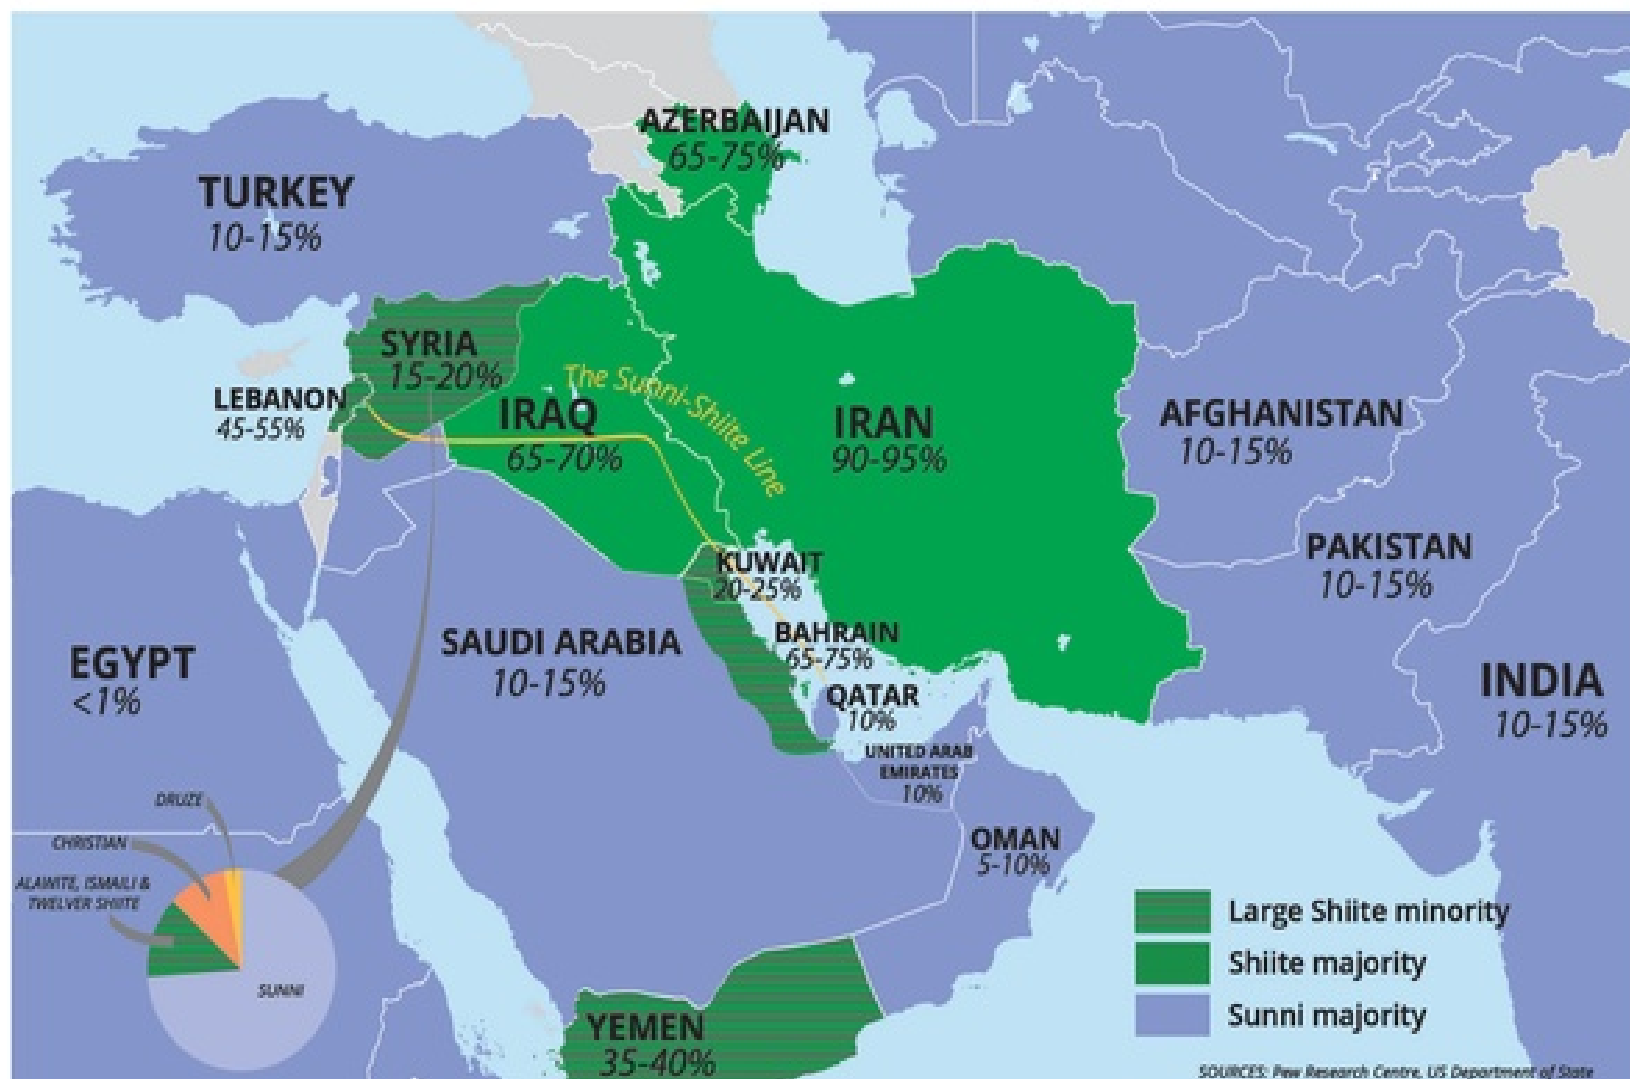 AZERBAIJAN
65-75%
TURKEY
10-15%
SYRIA
15-20%
LEBANON
45-55%
The Sunni-Shiite Line
IRAQ
65-70%
IRAN
90-95%
AFGHANISTAN
10-15%
KUWAIT
20-25%
PAKISTAN
10-15%
EGYPT
<1%
SAUDI ARABIA
10-15%
BAHRAIN
65-75%
QATAR
10%
INDIA
10-15%
UNITED ARAB
EMIRATES
10%
OMAN
5-10%
DRUZE
CHRISTIAN
ALAWITE, ISMAILI &
TWELVER SHIITE
SUNNI
YEMEN
35-40%
Large Shiite minority
Shiite majority
Sunni majority
SOURCES: Pew Research Centre, US Department of State